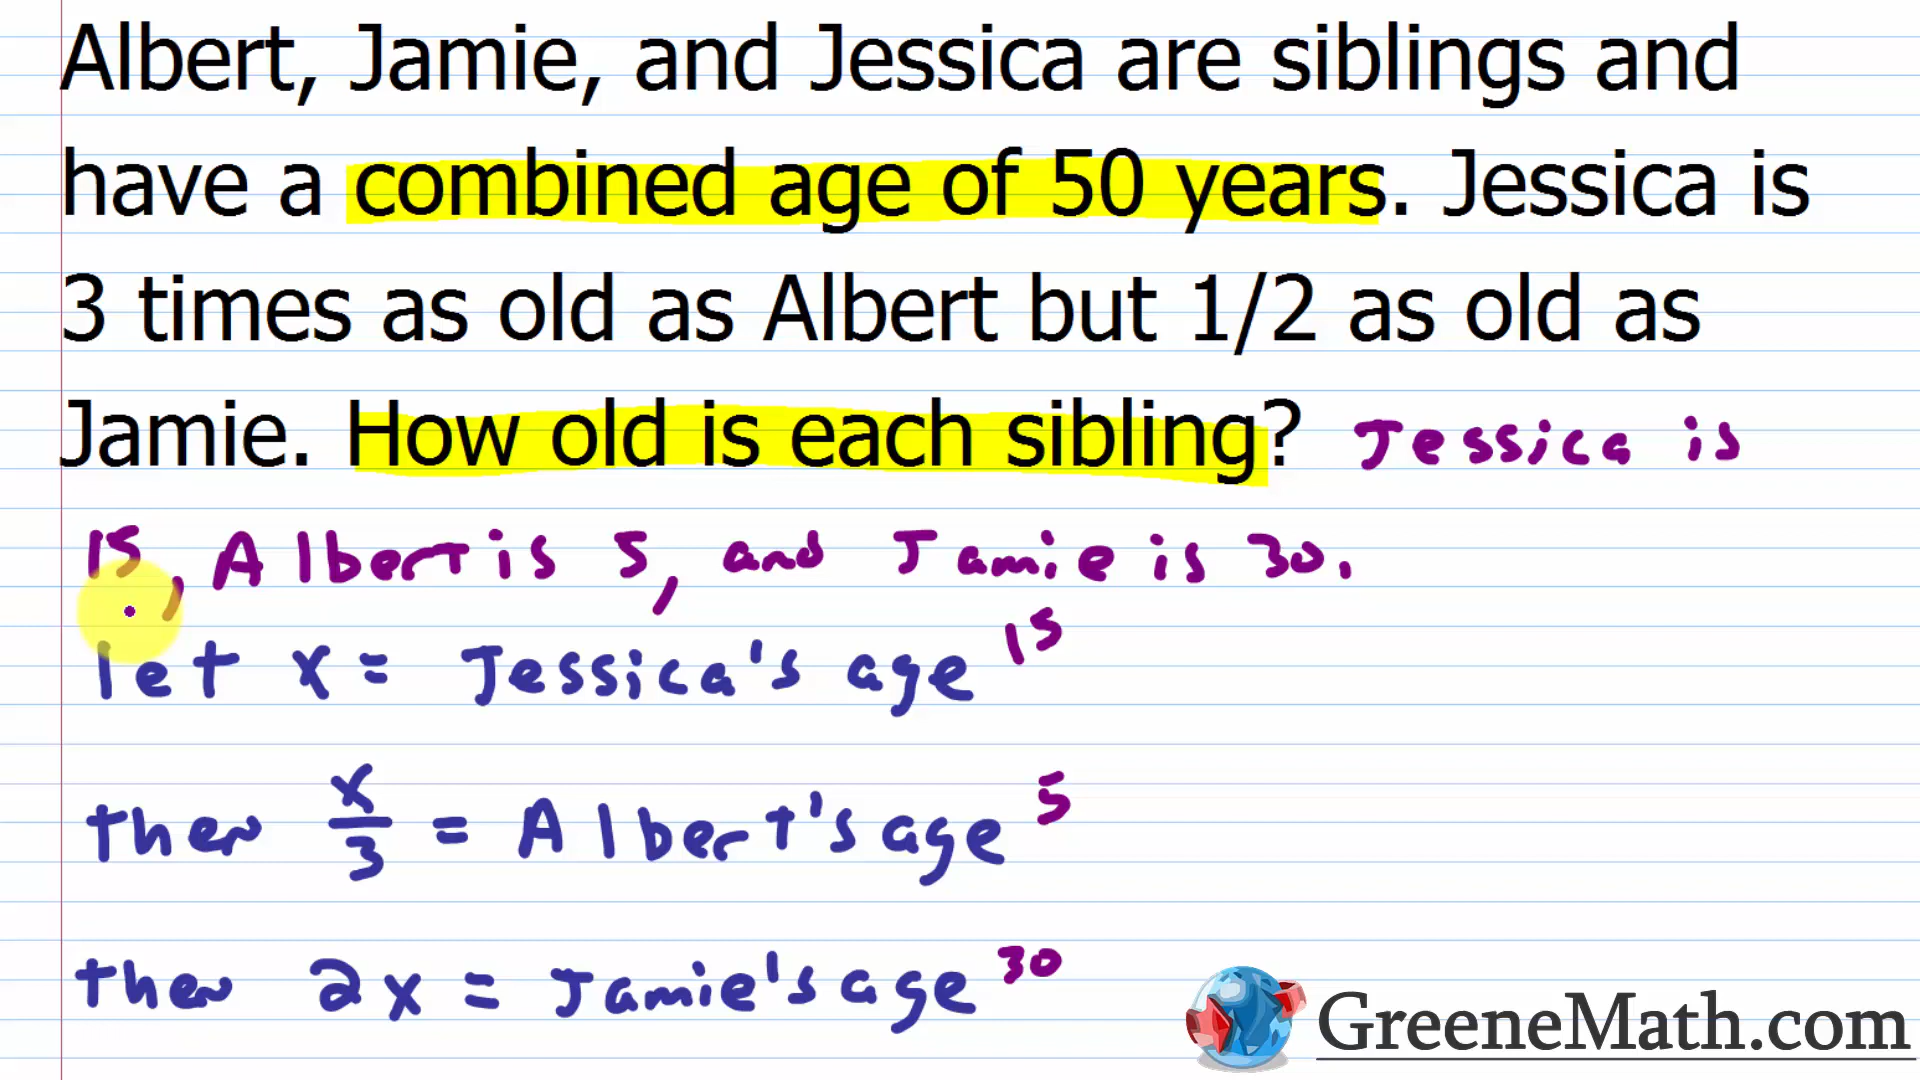 Albert, Jamie, and Jessica are siblings and
have a combined age of 50 years. Jessica is
3 times as old as Albert but 1/2 as old as
Jamie. How old is each sibling? Jessica is
15, Albert is 5, and Jamie is 30.
let x = Jessica's age 15
then x/3 = Albert's age 5
then 2x = Jamie's age 30
GreeneMath.com